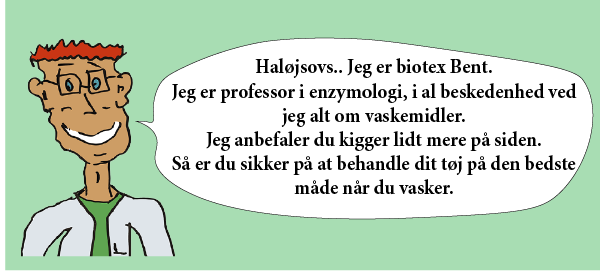 Haløjsovs.. Jeg er biotex Bent.
Jeg er professor i enzymologi, i al beskedenhed ved
jeg alt om vaskemidler.
Jeg anbefaler du kigger lidt mere på siden.
Så er du sikker på at behandle dit tøj på den bedste
måde når du vasker.